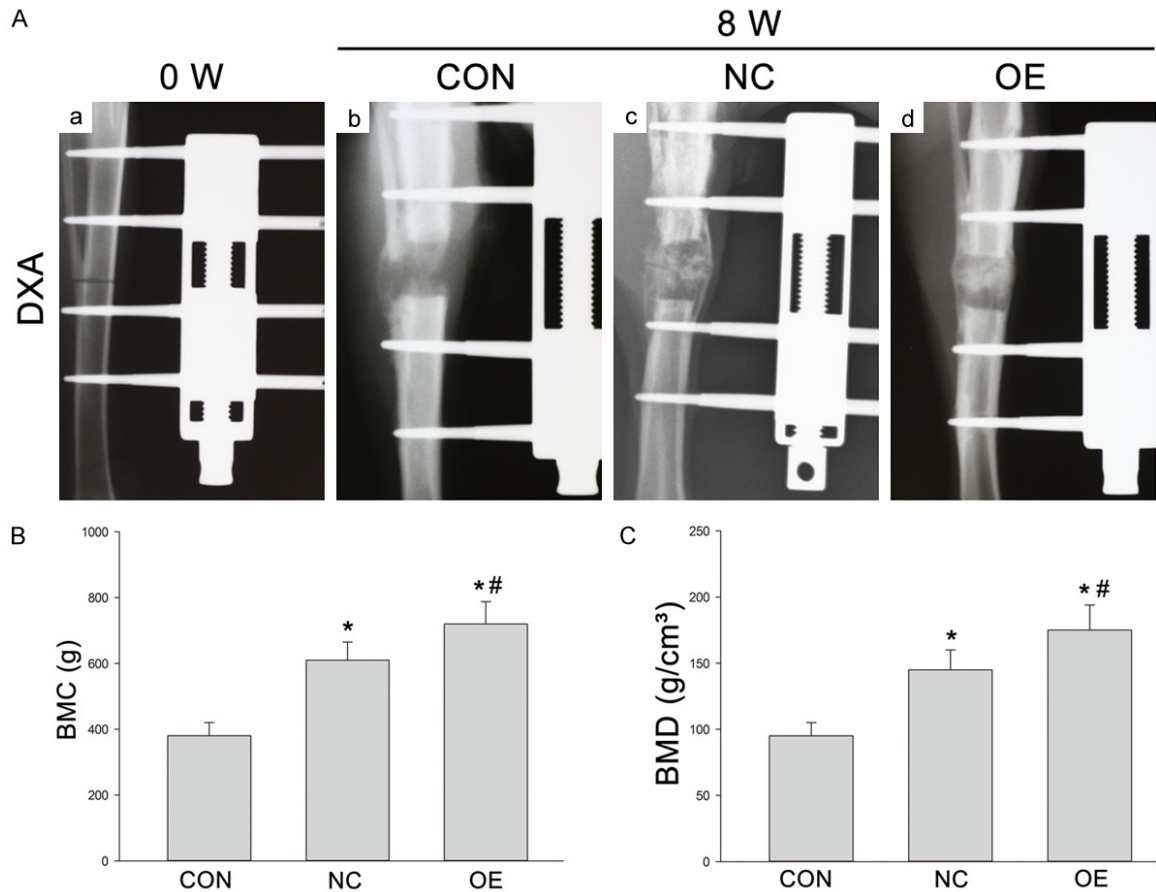 A
8 W
0 W
CON
NC
OE
a
b
c
d
DXA
B
1000
800
600
400
200
0
BMC (g)
*
* #
CON
NC
OE
C
250
200
150
100
50
0
BMD (g/cm³)
*
* #
CON
NC
OE